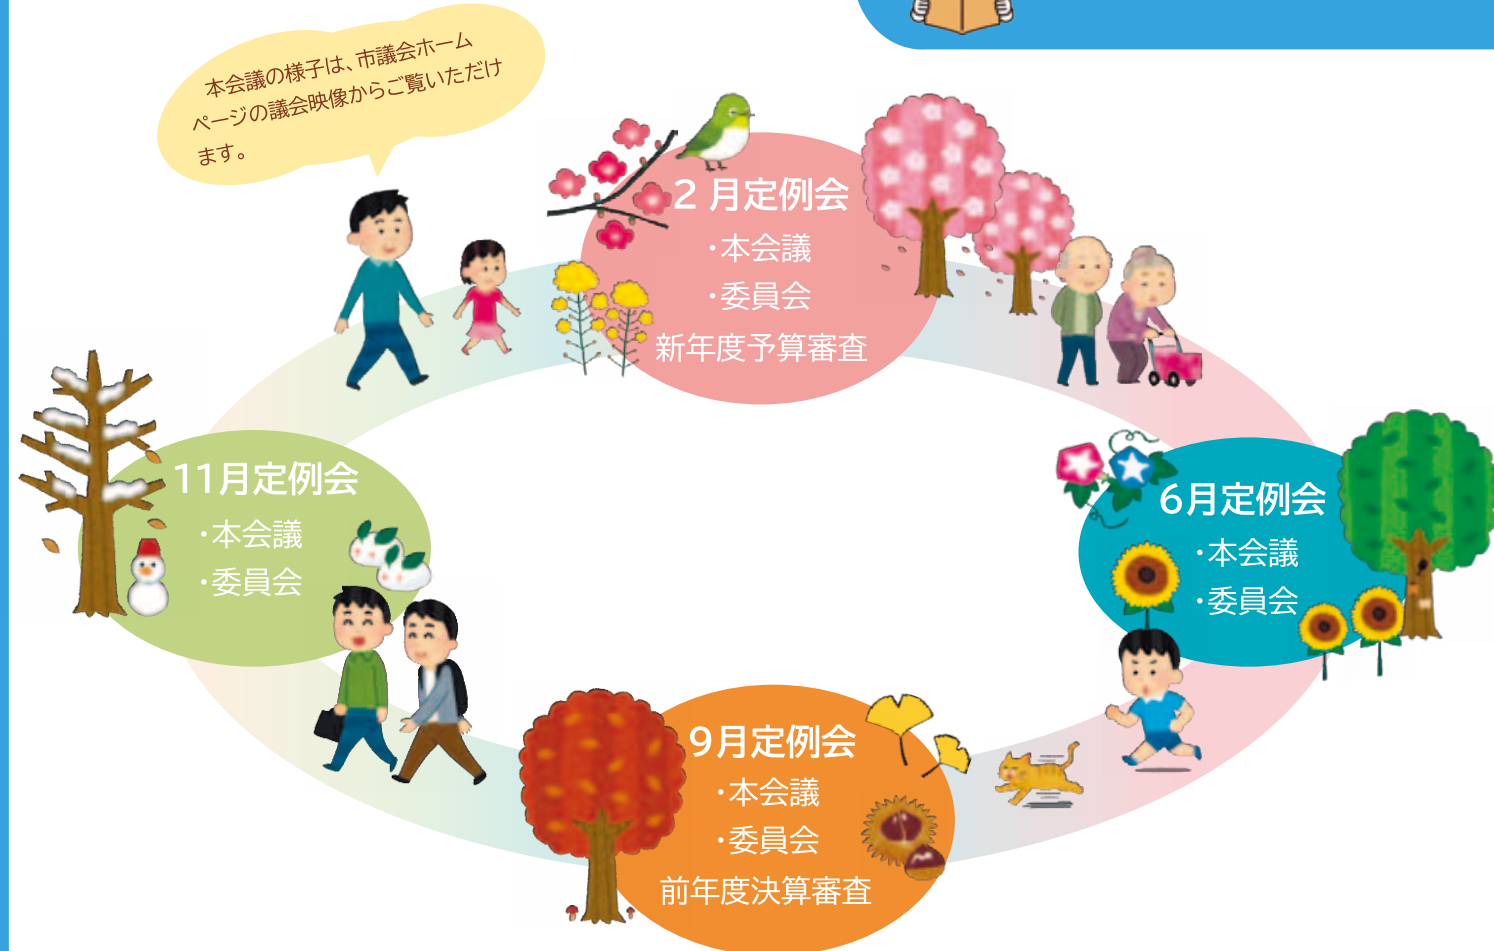 本会議の様子は、市議会ホーム
ページの議会映像からご覧いただけ
ます。
2月定例会
・本会議
・委員会
新年度予算審査
6月定例会
・本会議
・委員会
9月定例会
・本会議
・委員会
前年度決算審査
11月定例会
・本会議
・委員会